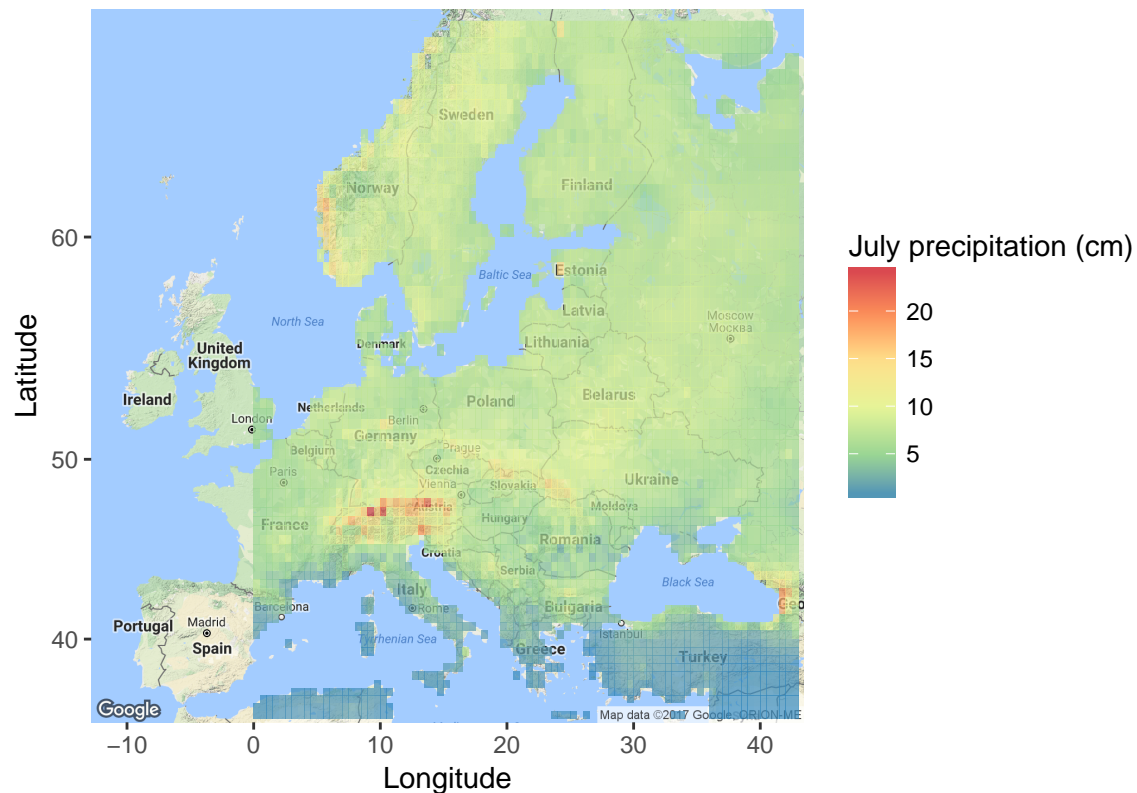 Sweden
Norway
Finland
60
Baltic Sea
Estonia
Latvia
North Sea
Moscow
Москва
Denmark
Lithuania
United
Kingdom
Ireland
Belarus
London
Netherlands
Berlin
Poland
Germany
Belgium
Prague
50
Paris
Czechia
Vienna
Slovakia
Ukraine
Austria
France
Hungary
Moldova
Romania
Croatia
Serbia
Black Sea
Italy
Bulgaria
Barcelona
Rome
Portugal
Madrid
Istanbul
40
Spain
Tyrrhenian Sea
Greece
Turkey
Google
Map data ©2017 Google, ORION-ME
−10
0
10
20
30
40
Longitude
Latitude
July precipitation (cm)
20
15
10
5